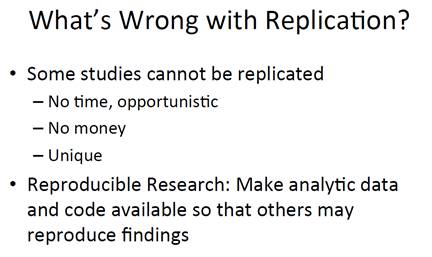 What's Wrong with Replication?
• Some studies cannot be replicated
– No time, opportunistic
– No money
– Unique
• Reproducible Research: Make analytic data
and code available so that others may
reproduce findings